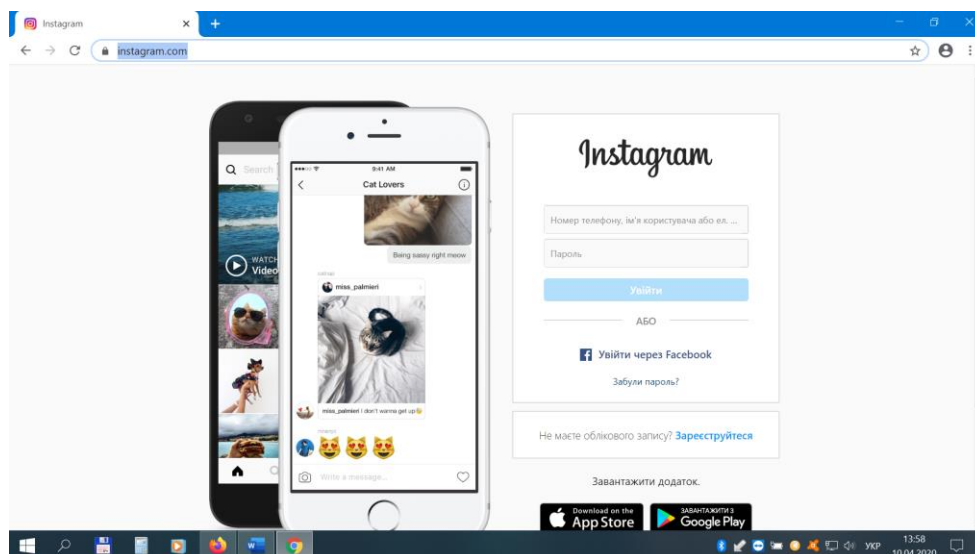 Instagram
instagram.com
Search
WATCH
Video
9:41 AM
Cat Lovers
Being sassy right meow
miss_palmieri
miss_palmieri I don't wanna get up
Write a message...
Instagram
Номер телефону, ім'я користувача або ел. ...
Пароль
Увійти
АБО
Увійти через Facebook
Забули пароль?
Не маєте облікового запису? Зареєструйтеся
Завантажити додаток.
Download on the
App Store
ЗАВАНТАЖИТИ З
Google Play
УКР
13:58
10.04.2020